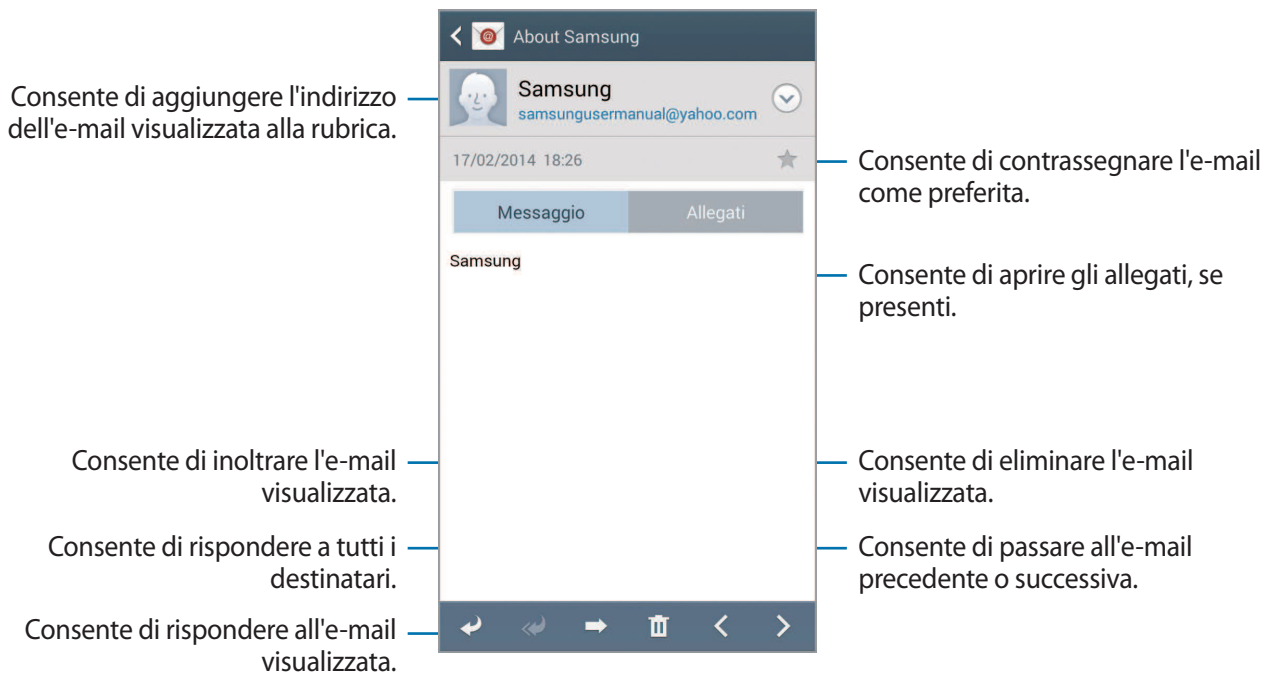 About Samsung
Consente di aggiungere l'indirizzo
dell'e-mail visualizzata alla rubrica.
Samsung
samsungusermanual@yahoo.com
17/02/2014 18:26
Consente di contrassegnare l'e-mail
come preferita.
Messaggio
Allegati
Samsung
Consente di aprire gli allegati, se
presenti.
Consente di inoltrare l'e-mail
visualizzata.
Consente di eliminare l'e-mail
visualizzata.
Consente di rispondere a tutti i
destinatari.
Consente di passare all'e-mail
precedente o successiva.
Consente di rispondere all'e-mail
visualizzata.